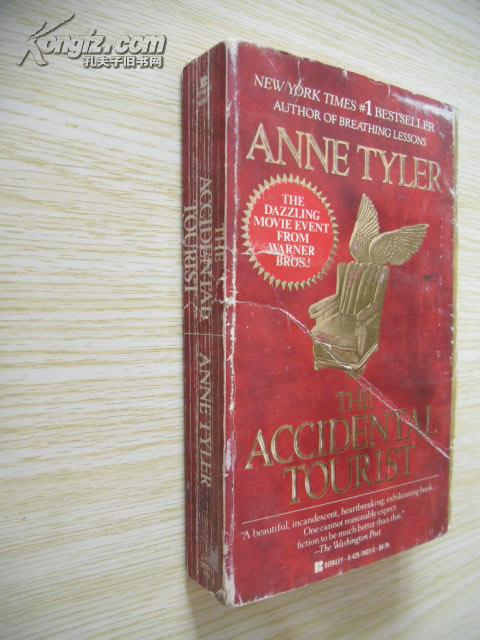 Kongfz.com
孔夫子旧书网
NEW YORK TIMES #1 BESTSELLER
AUTHOR OF BREATHING LESSONS
ANNE TYLER
THE
DAZZLING
MOVIE EVENT
FROM
WARNER
BROS.!
THE
ACCIDENTAL
TOURIST
"A beautiful, incandescent, heartbreaking, exhilarating book...
One cannot reasonably expect
fiction to be much better than this."
—The Washington Post
BERKLEY
THE
ACCIDENTAL
TOURIST
ANNE TYLER